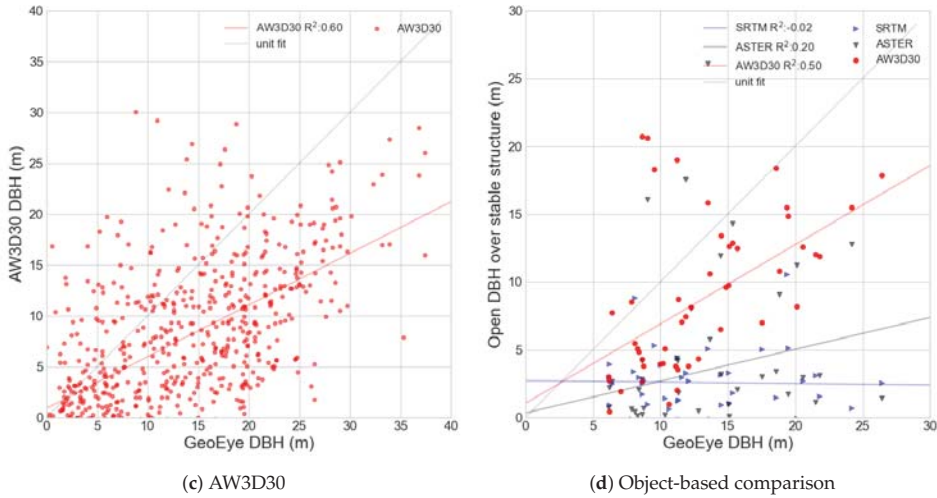 AW3D30 R²:0.60
unit fit
AW3D30
40
35
30
25
20
15
10
5
0
AW3D30 DBH (m)
0 5 10 15 20 25 30 35 40
GeoEye DBH (m)
(c) AW3D30
SRTM R²:-0.02
ASTER R²:0.20
AW3D30 R²:0.50
unit fit
SRTM
ASTER
AW3D30
30
25
20
15
10
5
0
Open DBH over stable structure (m)
0 5 10 15 20 25 30
GeoEye DBH (m)
(d) Object-based comparison